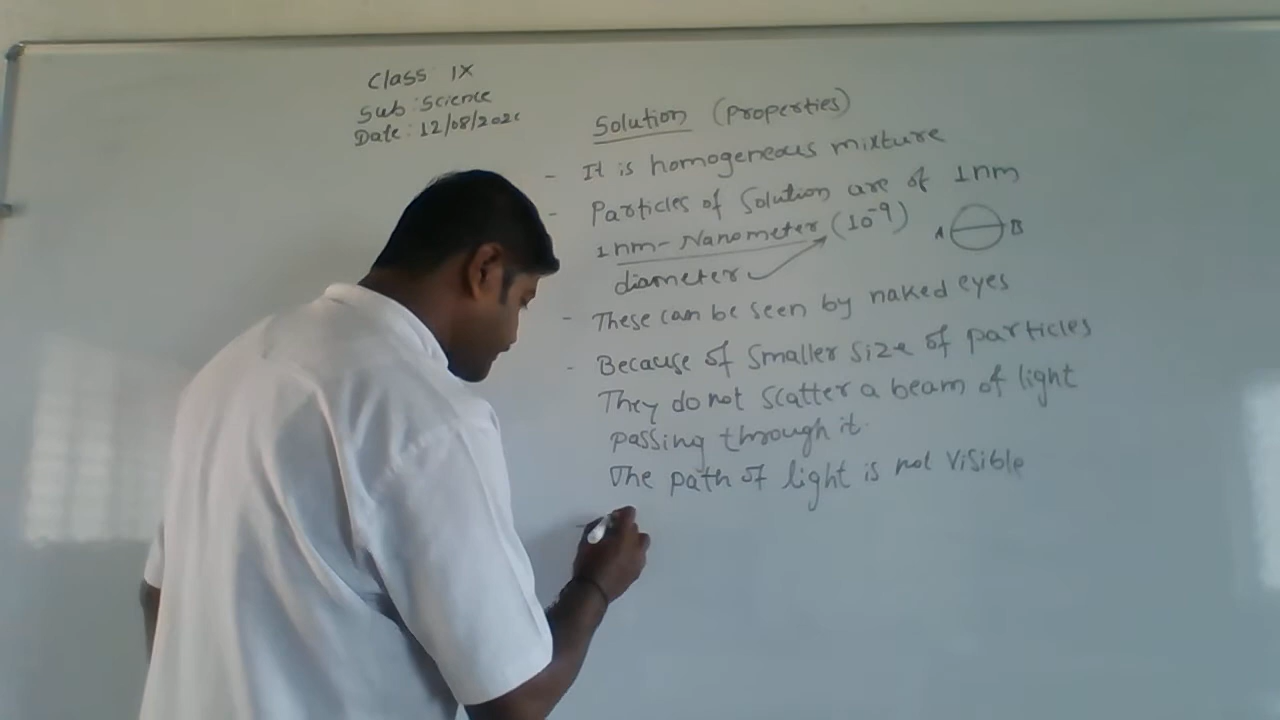 Class IX
Sub: Science
Date: 12/08/202
Solution (Properties)
- It is homogeneous mixture
- Particles of Solution are of 1nm
1nm - Nanometer (10-9)
A B
diameter
- These can be seen by naked eyes
- Because of smaller size of particles
They do not scatter a beam of light
passing through it.
The path of light is not visible
-